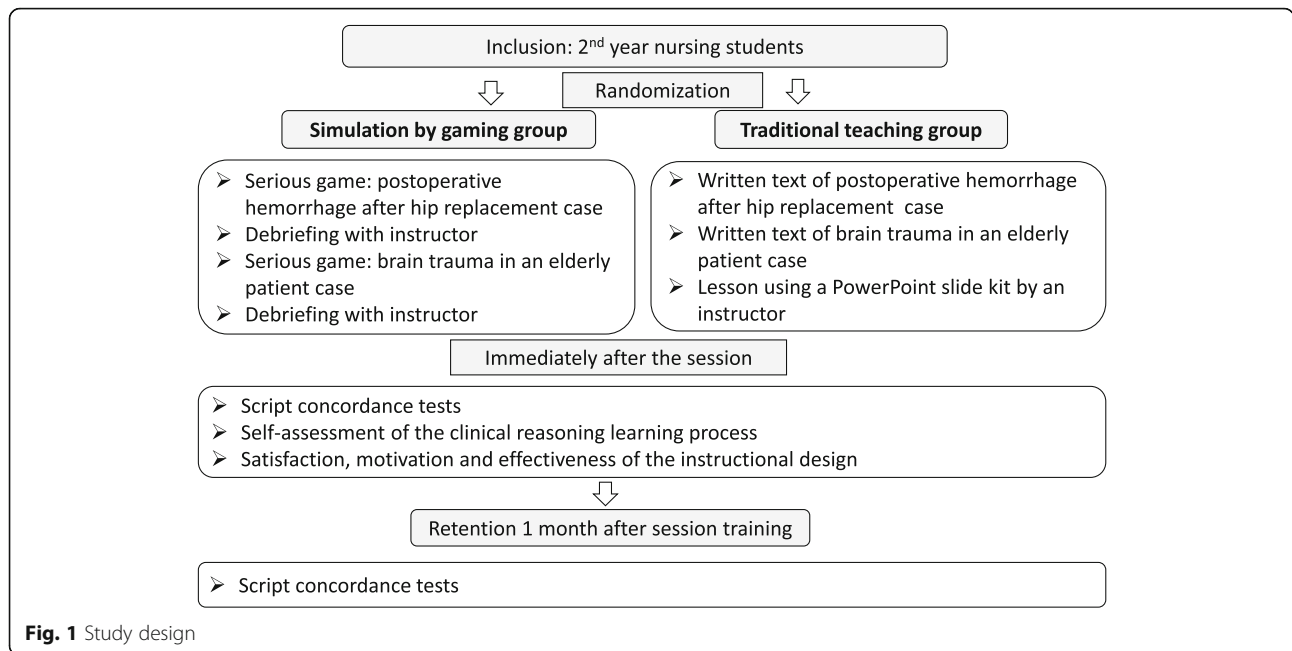 Inclusion: 2nd year nursing students
Randomization
Simulation by gaming group
Traditional teaching group
➢ Serious game: postoperative
hemorrhage after hip replacement case
➢ Debriefing with instructor
➢ Serious game: brain trauma in an elderly
patient case
➢ Debriefing with instructor
➢ Written text of postoperative hemorrhage
after hip replacement case
➢ Written text of brain trauma in an elderly
patient case
➢ Lesson using a PowerPoint slide kit by an
instructor
Immediately after the session
➢ Script concordance tests
➢ Self-assessment of the clinical reasoning learning process
➢ Satisfaction, motivation and effectiveness of the instructional design
Retention 1 month after session training
➢ Script concordance tests
Fig. 1 Study design